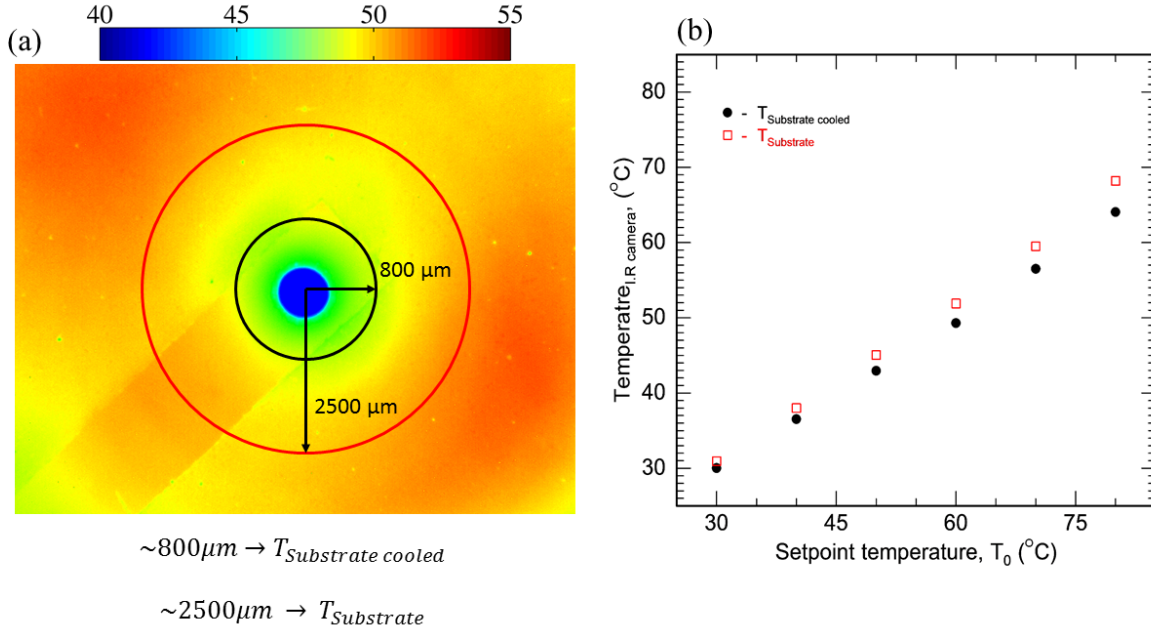 (a)
40 45 50 55
800 μm
2500 μm
~800μm → T_Substrate cooled
~2500μm → T_Substrate
(b)
- T_Substrate cooled
- T_Substrate
80
70
60
50
40
30
Temperatre_I.R camera, (°C)
30 45 60 75
Setpoint temperature, T_0 (°C)